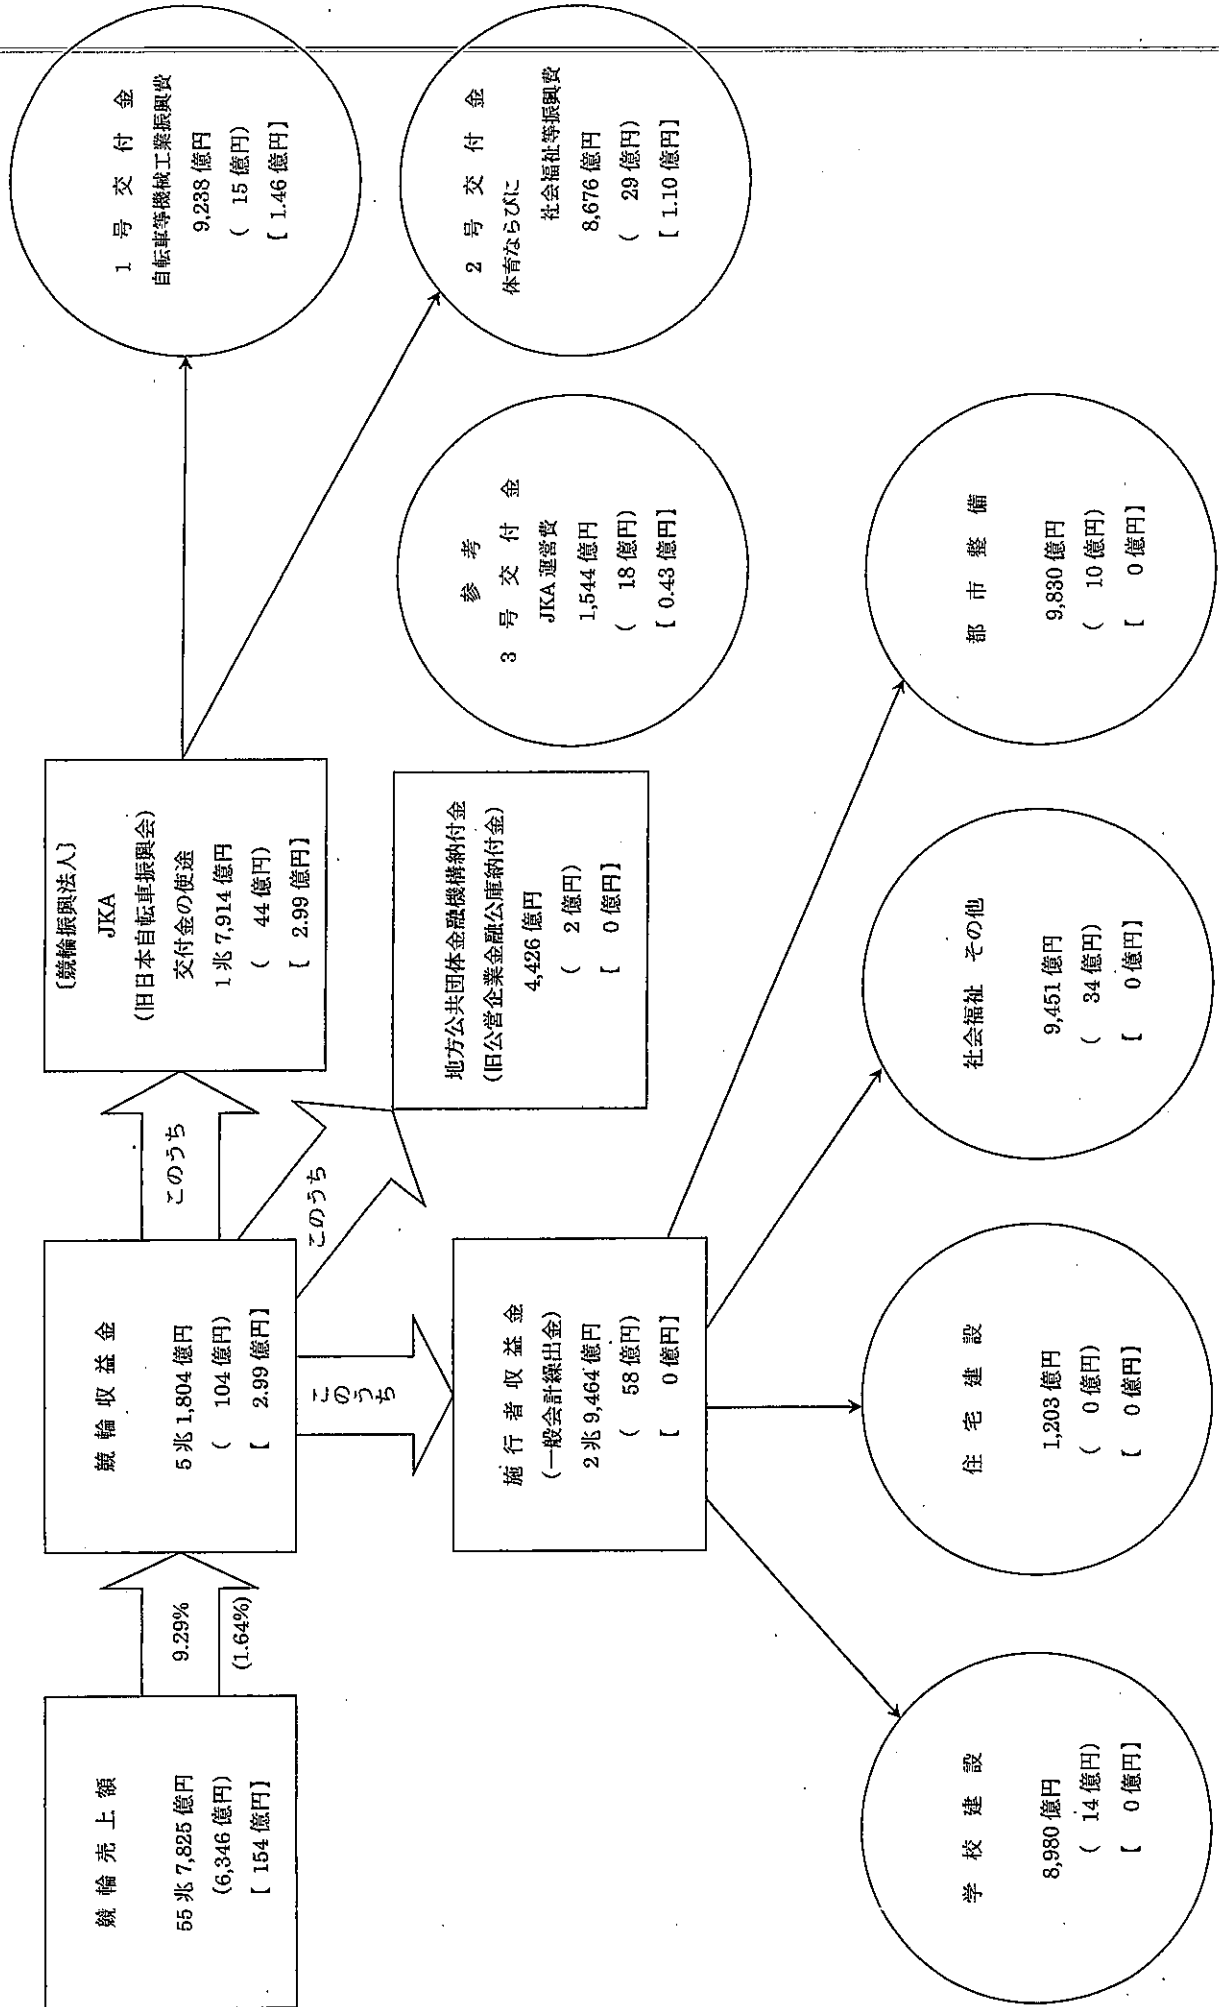 競輪売上額
55兆7,825億円
(6,346億円)
[ 154億円]
9.29%
(1.64%)
競輪収益金
5兆1,804億円
( 104億円)
[ 2.99億円]
このうち
〔競輪振興法人〕
JKA
(旧日本自転車振興会)
交付金の使途
1兆7,914億円
( 44億円)
[ 2.99億円]
1号交付金
自転車等機械工業振興費
9,238億円
( 15億円)
[ 1.46億円]
2号交付金
体育ならびに
社会福祉等振興費
8,676億円
( 29億円)
[ 1.10億円]
参考
3号交付金
JKA運営費
1,544億円
( 18億円)
[ 0.43億円]
このうち
地方公共団体金融機構納付金
(旧公営企業金融公庫納付金)
4,426億円
( 2億円)
[ 0億円]
このうち
施行者収益金
(一般会計繰出金)
2兆9,464億円
( 58億円)
[ 0億円]
学校建設
8,980億円
( 14億円)
[ 0億円]
住宅建設
1,203億円
( 0億円)
[ 0億円]
社会福祉 その他
9,451億円
( 34億円)
[ 0億円]
都市整備
9,830億円
( 10億円)
[ 0億円]